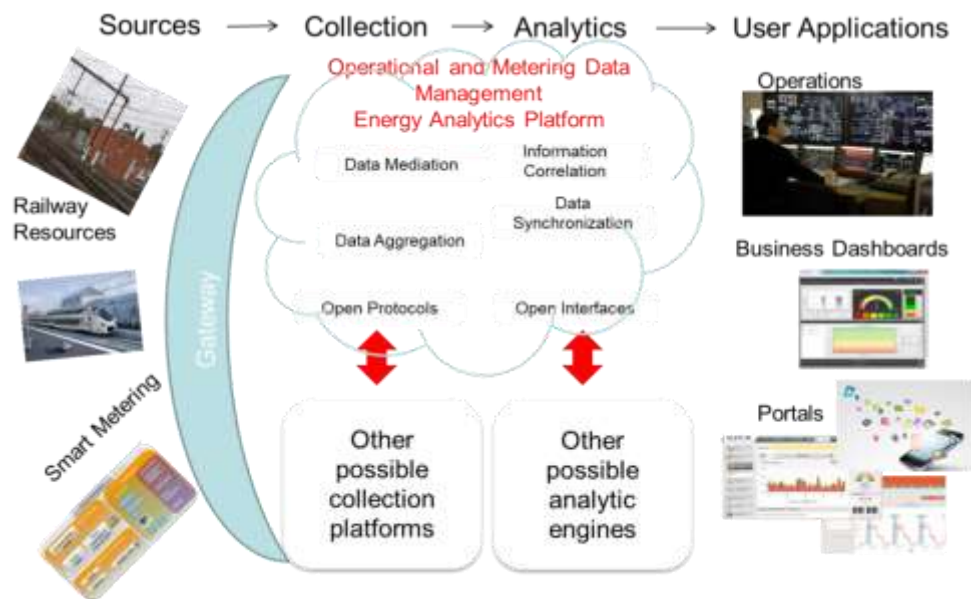 Sources
Collection
Analytics
User Applications
Operational and Metering Data
Management
Energy Analytics Platform
Data Mediation
Information
Correlation
Data
Synchronization
Data Aggregation
Open Protocols
Open Interfaces
Gateway
Railway
Resources
Smart Metering
Other
possible
collection
platforms
Other
possible
analytic
engines
Operations
Business Dashboards
Portals